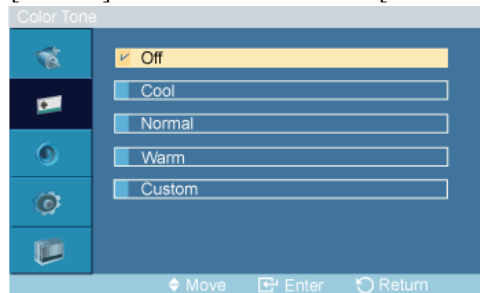 Color Tone
Off
Cool
Normal
Warm
Custom
Move Enter Return